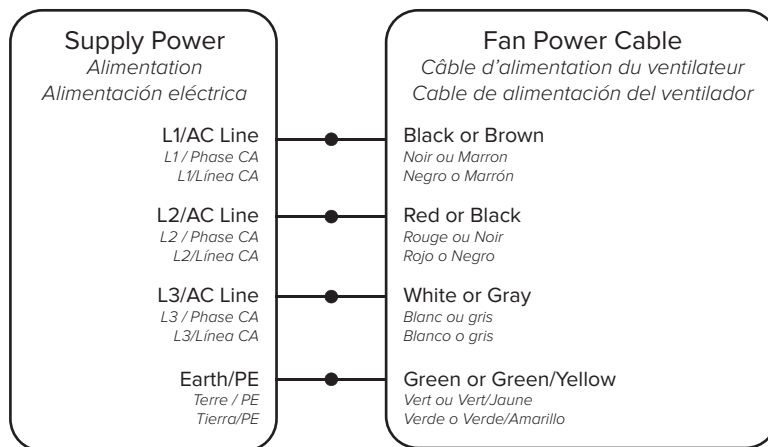 Supply Power
Alimentation
Alimentación eléctrica
L1/AC Line
L1 / Phase CA
L1/Línea CA
L2/AC Line
L2 / Phase CA
L2/Línea CA
L3/AC Line
L3 / Phase CA
L3/Línea CA
Earth/PE
Terre / PE
Tierra/PE
Fan Power Cable
Câble d’alimentation du ventilateur
Cable de alimentación del ventilador
Black or Brown
Noir ou Marron
Negro o Marrón
Red or Black
Rouge ou Noir
Rojo o Negro
White or Gray
Blanc ou gris
Blanco o gris
Green or Green/Yellow
Vert ou Vert/Jaune
Verde o Verde/Amarillo